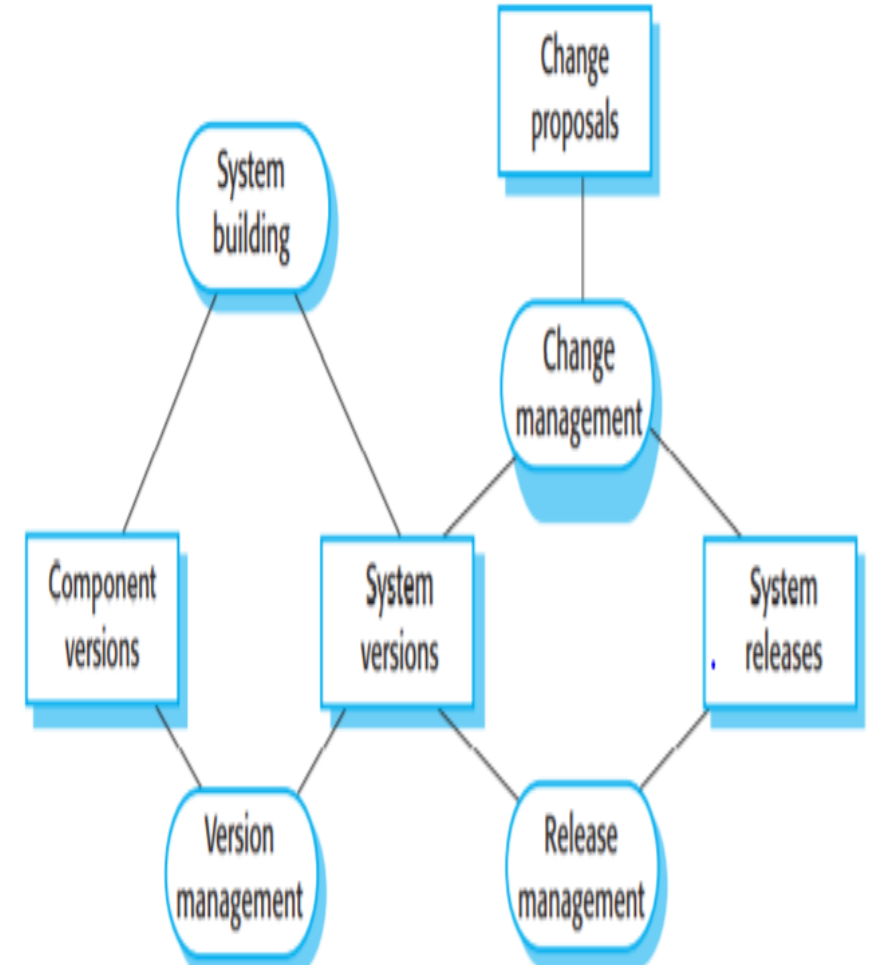 Change
proposals
System
building
Change
management
Component
versions
System
versions
System
releases
Version
management
Release
management